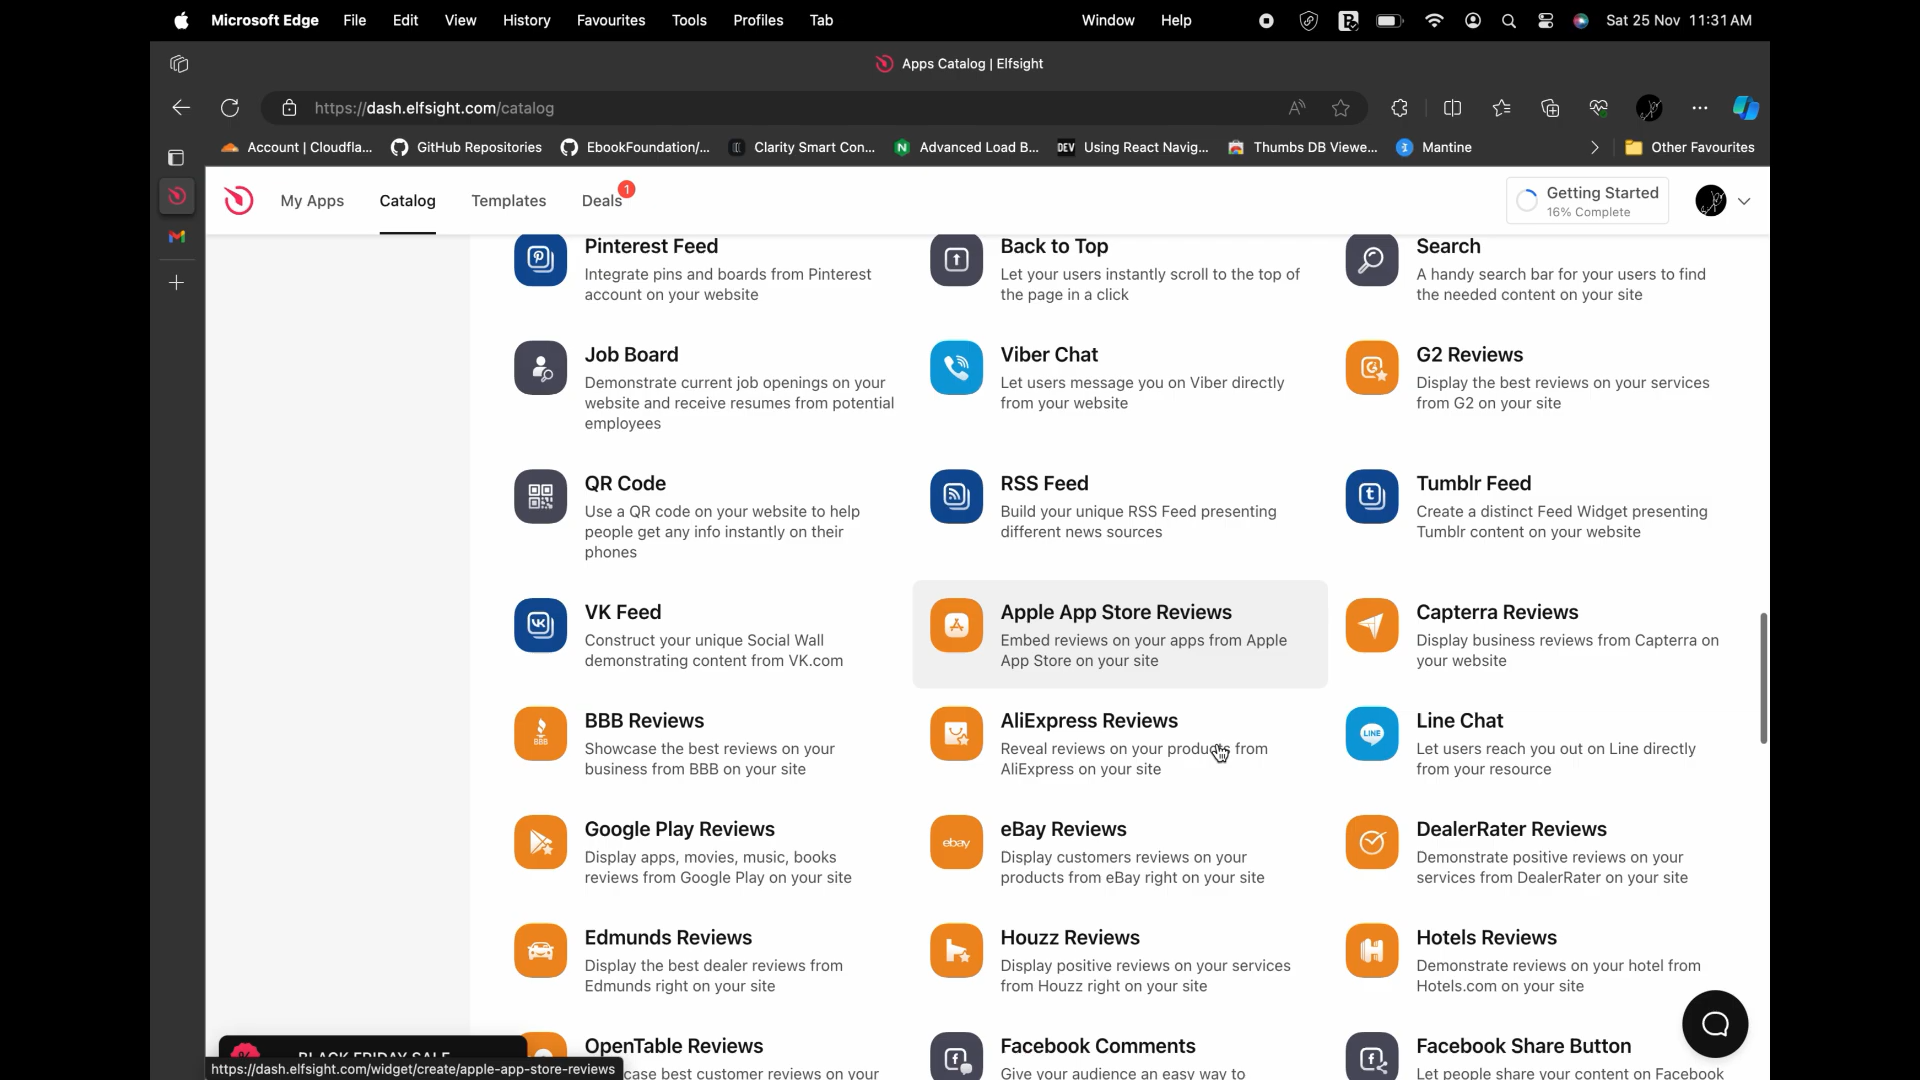 Microsoft Edge File Edit View History Favourites Tools Profiles Tab Window Help Sat 25 Nov 11:31 AM
Apps Catalog | Elfsight
https://dash.elfsight.com/catalog
Account | Cloudfla... GitHub Repositories EbookFoundation/... Clarity Smart Con... Advanced Load B... DEV Using React Navig... Thumbs DB Viewe... Mantine Other Favourites
My Apps Catalog Templates Deals 1 Getting Started
16% Complete
Pinterest Feed
Integrate pins and boards from Pinterest
account on your website
Back to Top
Let your users instantly scroll to the top of
the page in a click
Search
A handy search bar for your users to find
the needed content on your site
Job Board
Demonstrate current job openings on your
website and receive resumes from potential
employees
Viber Chat
Let users message you on Viber directly
from your website
G2 Reviews
Display the best reviews on your services
from G2 on your site
QR Code
Use a QR code on your website to help
people get any info instantly on their
phones
RSS Feed
Build your unique RSS Feed presenting
different news sources
Tumblr Feed
Create a distinct Feed Widget presenting
Tumblr content on your website
VK Feed
Construct your unique Social Wall
demonstrating content from VK.com
Apple App Store Reviews
Embed reviews on your apps from Apple
App Store on your site
Capterra Reviews
Display business reviews from Capterra on
your website
BBB
BBB Reviews
Showcase the best reviews on your
business from BBB on your site
AliExpress Reviews
Reveal reviews on your products from
AliExpress on your site
LINE
Line Chat
Let users reach you out on Line directly
from your resource
Google Play Reviews
Display apps, movies, music, books
reviews from Google Play on your site
ebay
eBay Reviews
Display customers reviews on your
products from eBay right on your site
DealerRater Reviews
Demonstrate positive reviews on your
services from DealerRater on your site
Edmunds Reviews
Display the best dealer reviews from
Edmunds right on your site
Houzz Reviews
Display positive reviews on your services
from Houzz right on your site
Hotels Reviews
Demonstrate reviews on your hotel from
Hotels.com on your site
OpenTable Reviews
case best customer reviews on your
Facebook Comments
Give your audience an easy way to
Facebook Share Button
Let people share your content on Facebook
BLACK FRIDAY SALE
https://dash.elfsight.com/widget/create/apple-app-store-reviews